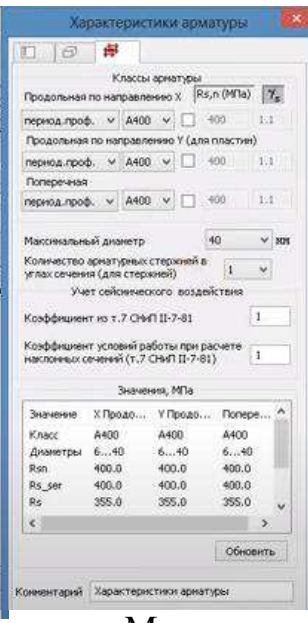 Характеристики арматуры
Классы арматуры
Продольная по направлению X Rs,n (МПа) γs
период.проф. A400 400 1.1
Продольная по направлению Y (для пластин)
период.проф. A400 400 1.1
Поперечная
период.проф. A400 400 1.1
Максимальный диаметр 40 мм
Количество арматурных стержней в
углах сечения (для стержней) 1
Учет сейсмического воздействия
Коэффициент из т.7 СНиП II-7-81 1
Коэффициент условий работы при расчете
наклонных сечений (т.7 СНиП II-7-81) 1
Значения, МПа
Значение X Продо... Y Продо... Попере...
Класс A400 A400 A400
Диаметры 6...40 6...40 6...40
Rsn 400.0 400.0 400.0
Rs_ser 400.0 400.0 400.0
Rs 355.0 355.0 355.0
Обновить
Комментарий Характеристики арматуры